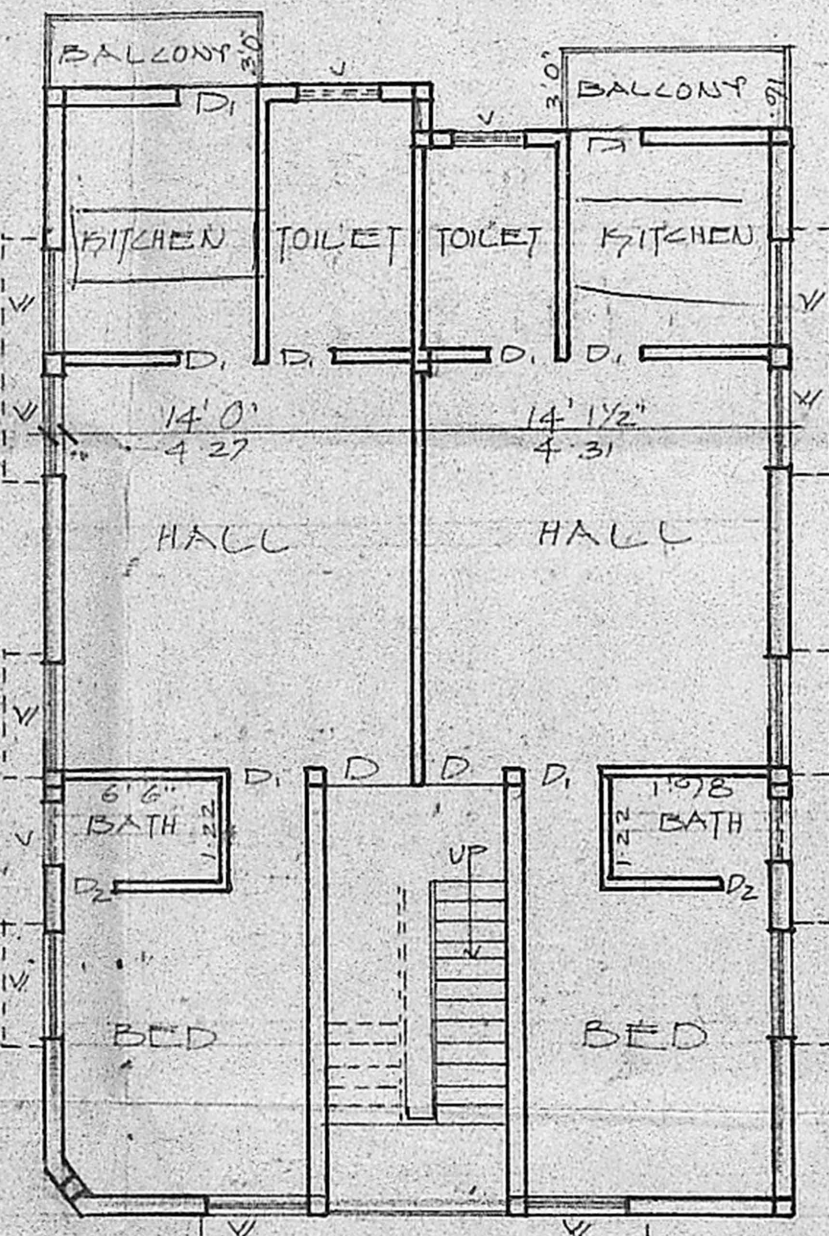 BALCONY 3'0"
3'0" BALCONY .91
V
V
D1
D
KITCHEN TOILET TOILET KITCHEN
W
W
D1 D1 D1 D1
W
W
14' 0"
4.27
14' 1½"
4.31
HALL HALL
W
D1 D D D1
6'6"
BATH 1.22
1.22 BATH
V
UP
D2
D2
W
BED BED
W W